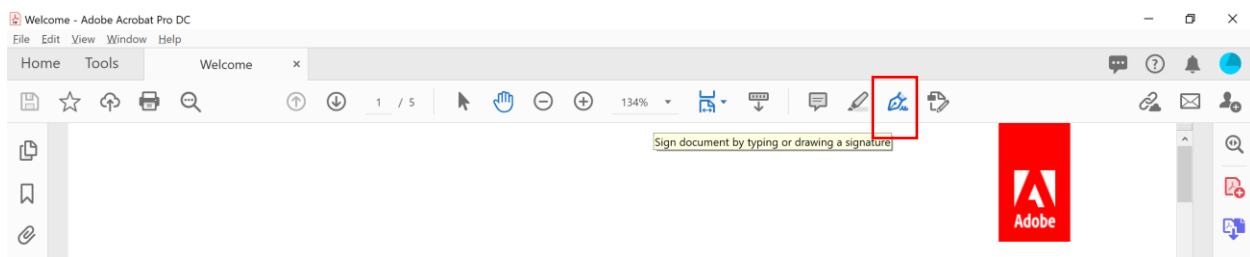 Welcome - Adobe Acrobat Pro DC
File Edit View Window Help
Home Tools Welcome ×
1 / 5 134%
Sign document by typing or drawing a signature
Adobe